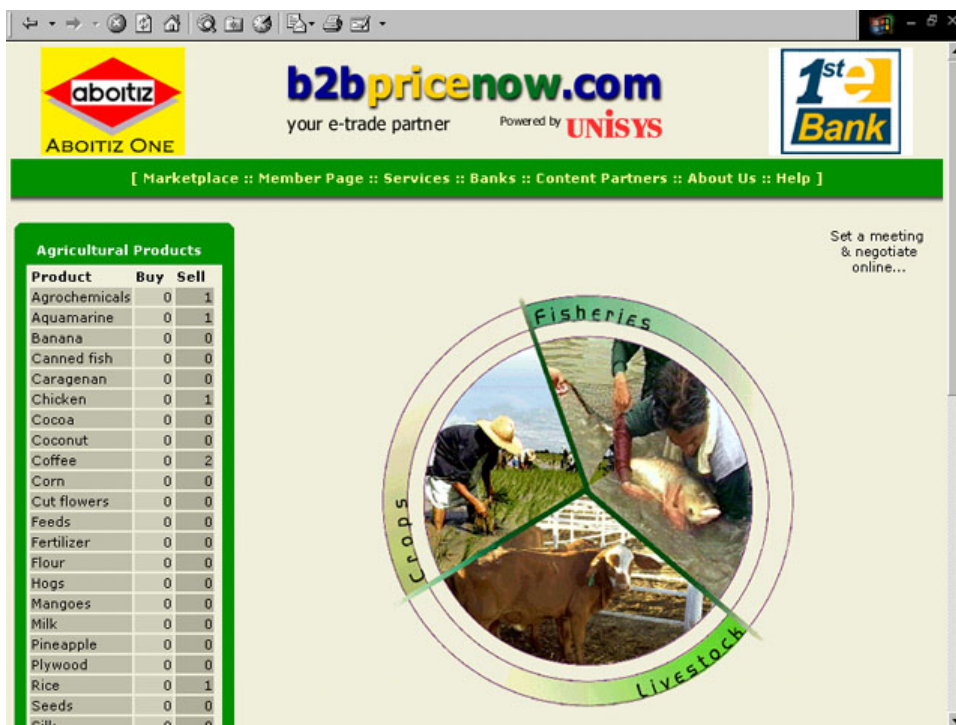 aboitiz
ABOITIZ ONE
b2bpricenow.com
your e-trade partner
Powered by UNISYS
1st e
Bank
[ Marketplace :: Member Page :: Services :: Banks :: Content Partners :: About Us :: Help ]
Set a meeting
& negotiate
online...
Agricultural Products
Product Buy Sell
Agrochemicals 0 1
Aquamarine 0 1
Banana 0 0
Canned fish 0 0
Caragenan 0 0
Chicken 0 1
Cocoa 0 0
Coconut 0 0
Coffee 0 2
Corn 0 0
Cut flowers 0 0
Feeds 0 0
Fertilizer 0 0
Flour 0 0
Hogs 0 0
Mangoes 0 0
Milk 0 0
Pineapple 0 0
Plywood 0 0
Rice 0 1
Seeds 0 0
Silk 0 0
Fisheries
Crops
Livestock